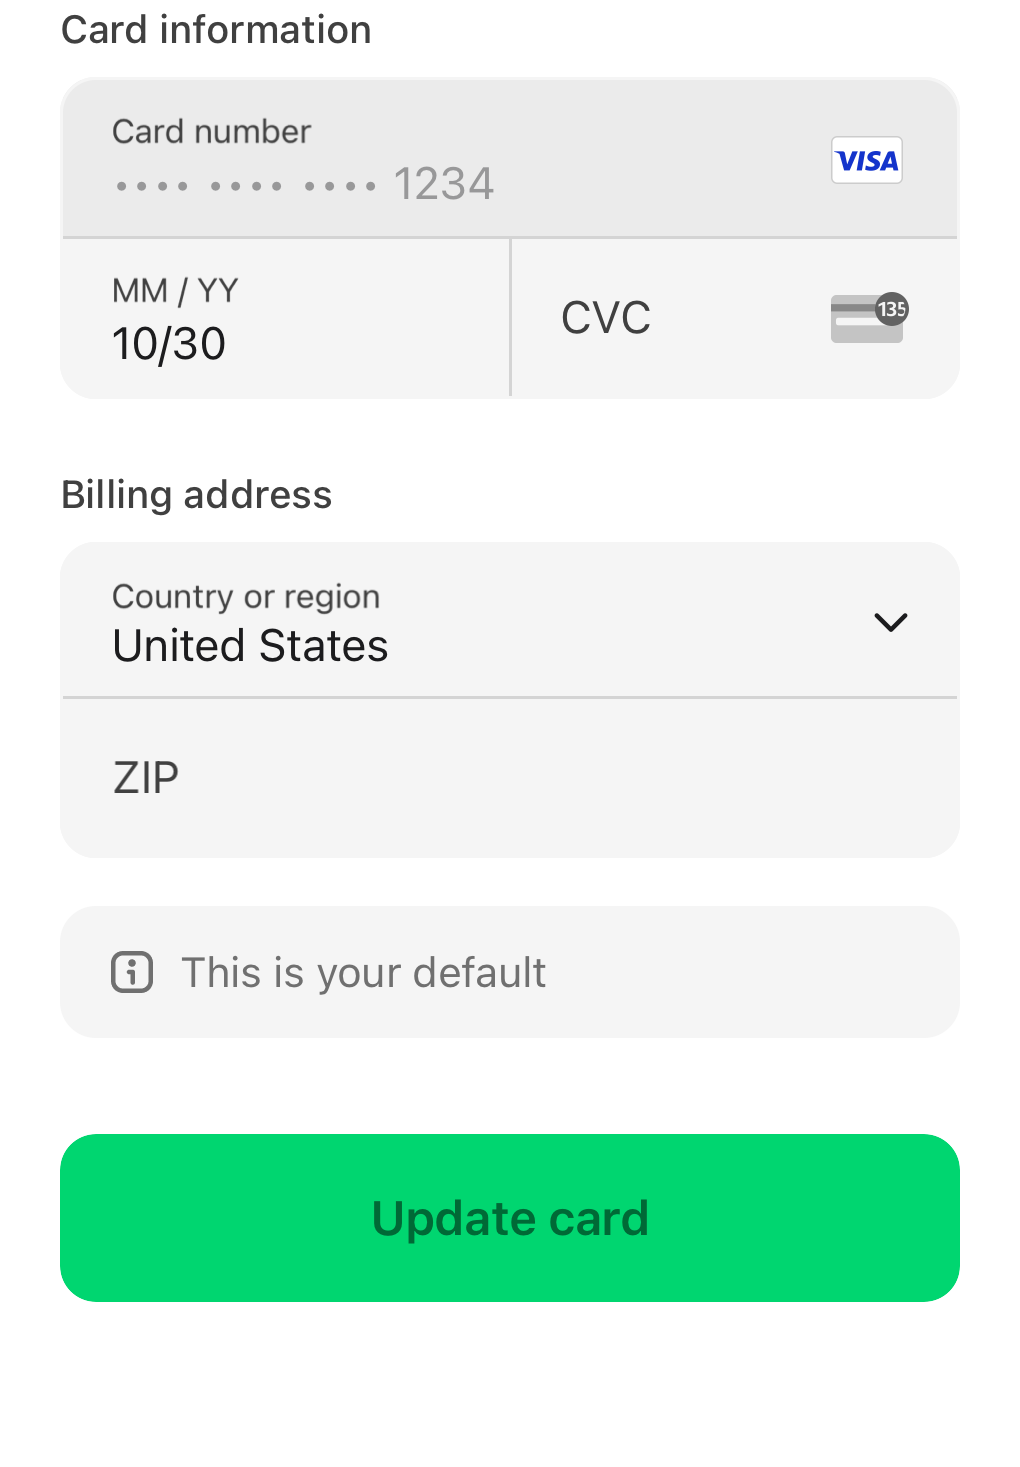 Card information
Card number
•••• •••• •••• 1234
VISA
MM / YY
10/30
CVC
135
Billing address
Country or region
United States
ZIP
This is your default
Update card